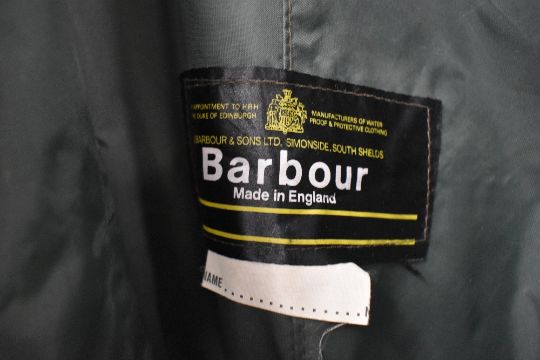 APPOINTMENT TO H·R·H
DUKE OF EDINBURGH
MANUFACTURERS OF WATER
PROOF & PROTECTIVE CLOTHING
BARBOUR & SONS LTD. SIMONSIDE, SOUTH SHIELDS
Barbour
Made in England
NAME